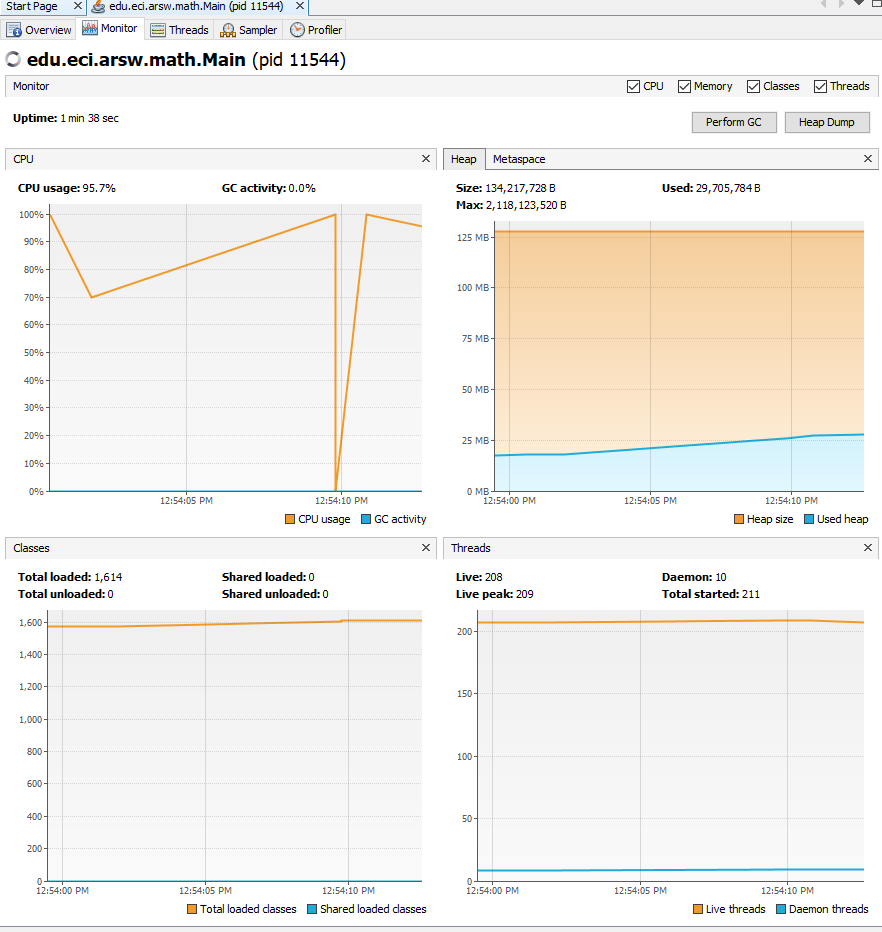 Start Page edu.eci.arsw.math.Main (pid 11544)
Overview Monitor Threads Sampler Profiler
edu.eci.arsw.math.Main (pid 11544)
Monitor CPU Memory Classes Threads
Uptime: 1 min 38 sec
Perform GC Heap Dump
CPU
CPU usage: 95.7% GC activity: 0.0%
100%
90%
80%
70%
60%
50%
40%
30%
20%
10%
0%
12:54:05 PM 12:54:10 PM
CPU usage GC activity
Heap Metaspace
Size: 134,217,728 B Used: 29,705,784 B
Max: 2,118,123,520 B
125 MB
100 MB
75 MB
50 MB
25 MB
0 MB
12:54:00 PM 12:54:05 PM 12:54:10 PM
Heap size Used heap
Classes
Total loaded: 1,614 Shared loaded: 0
Total unloaded: 0 Shared unloaded: 0
1,600
1,400
1,200
1,000
800
600
400
200
0
12:54:00 PM 12:54:05 PM 12:54:10 PM
Total loaded classes Shared loaded classes
Threads
Live: 208 Daemon: 10
Live peak: 209 Total started: 211
200
150
100
50
0
12:54:00 PM 12:54:05 PM 12:54:10 PM
Live threads Daemon threads